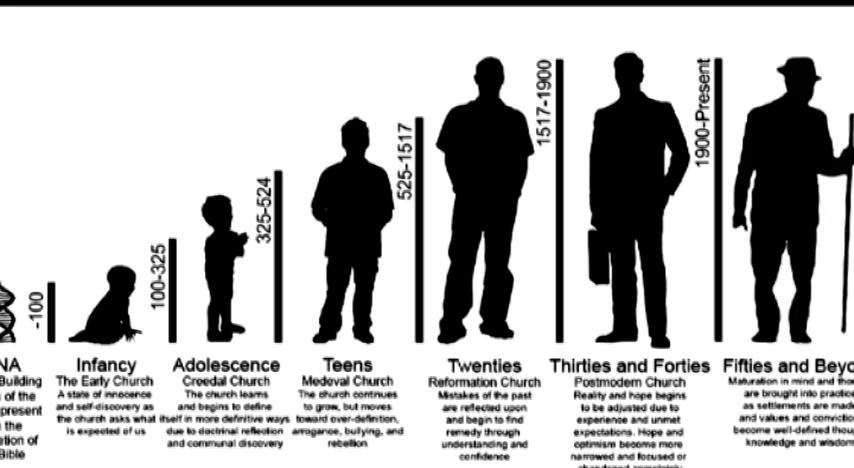 -100
100-325
325-524
525-1517
1517-1900
1900-Present
NA
Building
of the
present
the
etion of
Bible
Infancy
The Early Church
A state of innocence
and self-discovery as
the church asks what
is expected of us
Adolescence
Creedal Church
The church learns
and begins to define
itself in more definitive ways
due to doctrinal reflection
and communal discovery
Teens
Medeval Church
The church continues
to grow, but moves
toward over-definition,
arrogance, bullying, and
rebellion
Twenties
Reformation Church
Mistakes of the past
are reflected upon
and begin to find
remedy through
understanding and
confidence
Thirties and Forties
Postmodern Church
Reality and hope begins
to be adjusted due to
experience and unmet
expectations. Hope and
optimism become more
narrowed and focused or
abandoned completely
Fifties and Beyo
Maturation in mind and thou
are brought into practice
as settlements are made
and values and convictio
become well-defined thoug
knowledge and wisdom